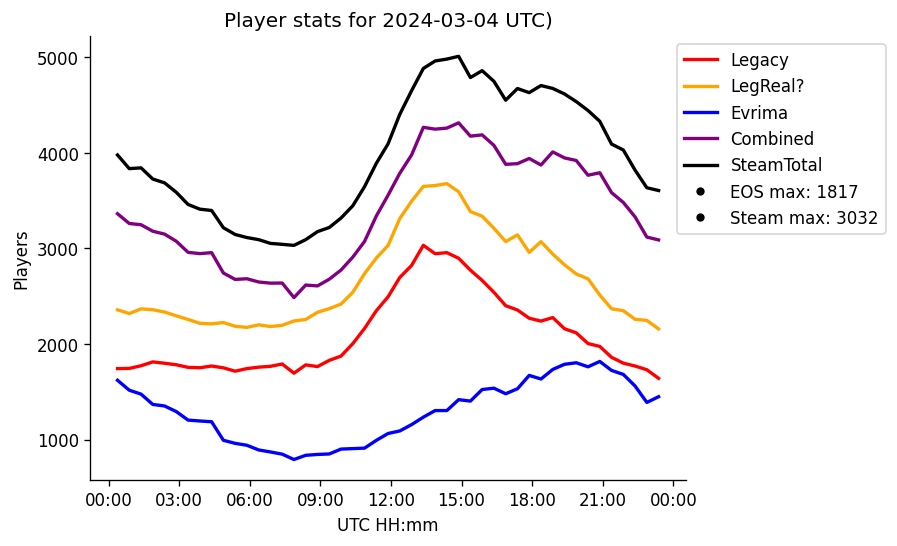 Player stats for 2024-03-04 UTC)
Players
5000
4000
3000
2000
1000
00:00 03:00 06:00 09:00 12:00 15:00 18:00 21:00 00:00
UTC HH:mm
Legacy
LegReal?
Evrima
Combined
SteamTotal
EOS max: 1817
Steam max: 3032